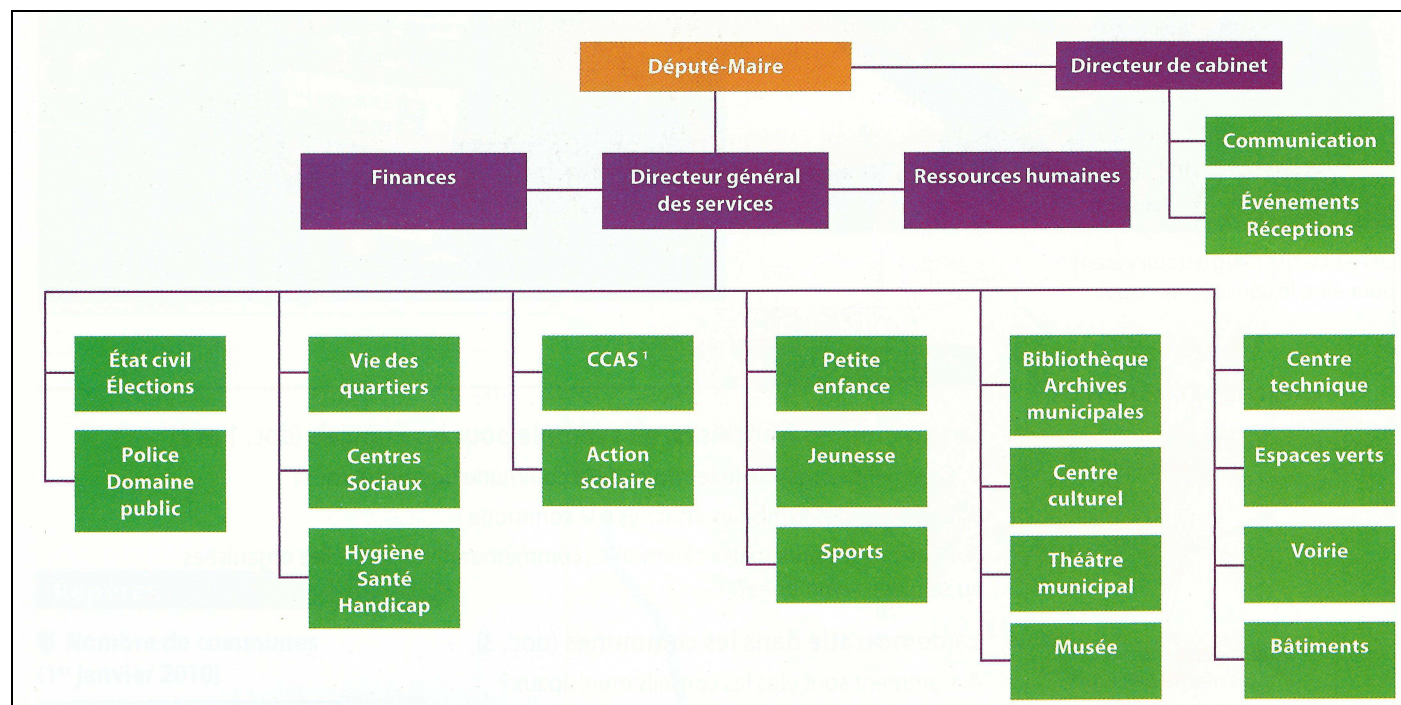 Député-Maire
Directeur de cabinet
Communication
Événements
Réceptions
Finances
Directeur général
des services
Ressources humaines
État civil
Élections
Police
Domaine
public
Vie des
quartiers
Centres
Sociaux
Hygiène
Santé
Handicap
CCAS ¹
Action
scolaire
Petite
enfance
Jeunesse
Sports
Bibliothèque
Archives
municipales
Centre
culturel
Théâtre
municipal
Musée
Centre
technique
Espaces verts
Voirie
Bâtiments